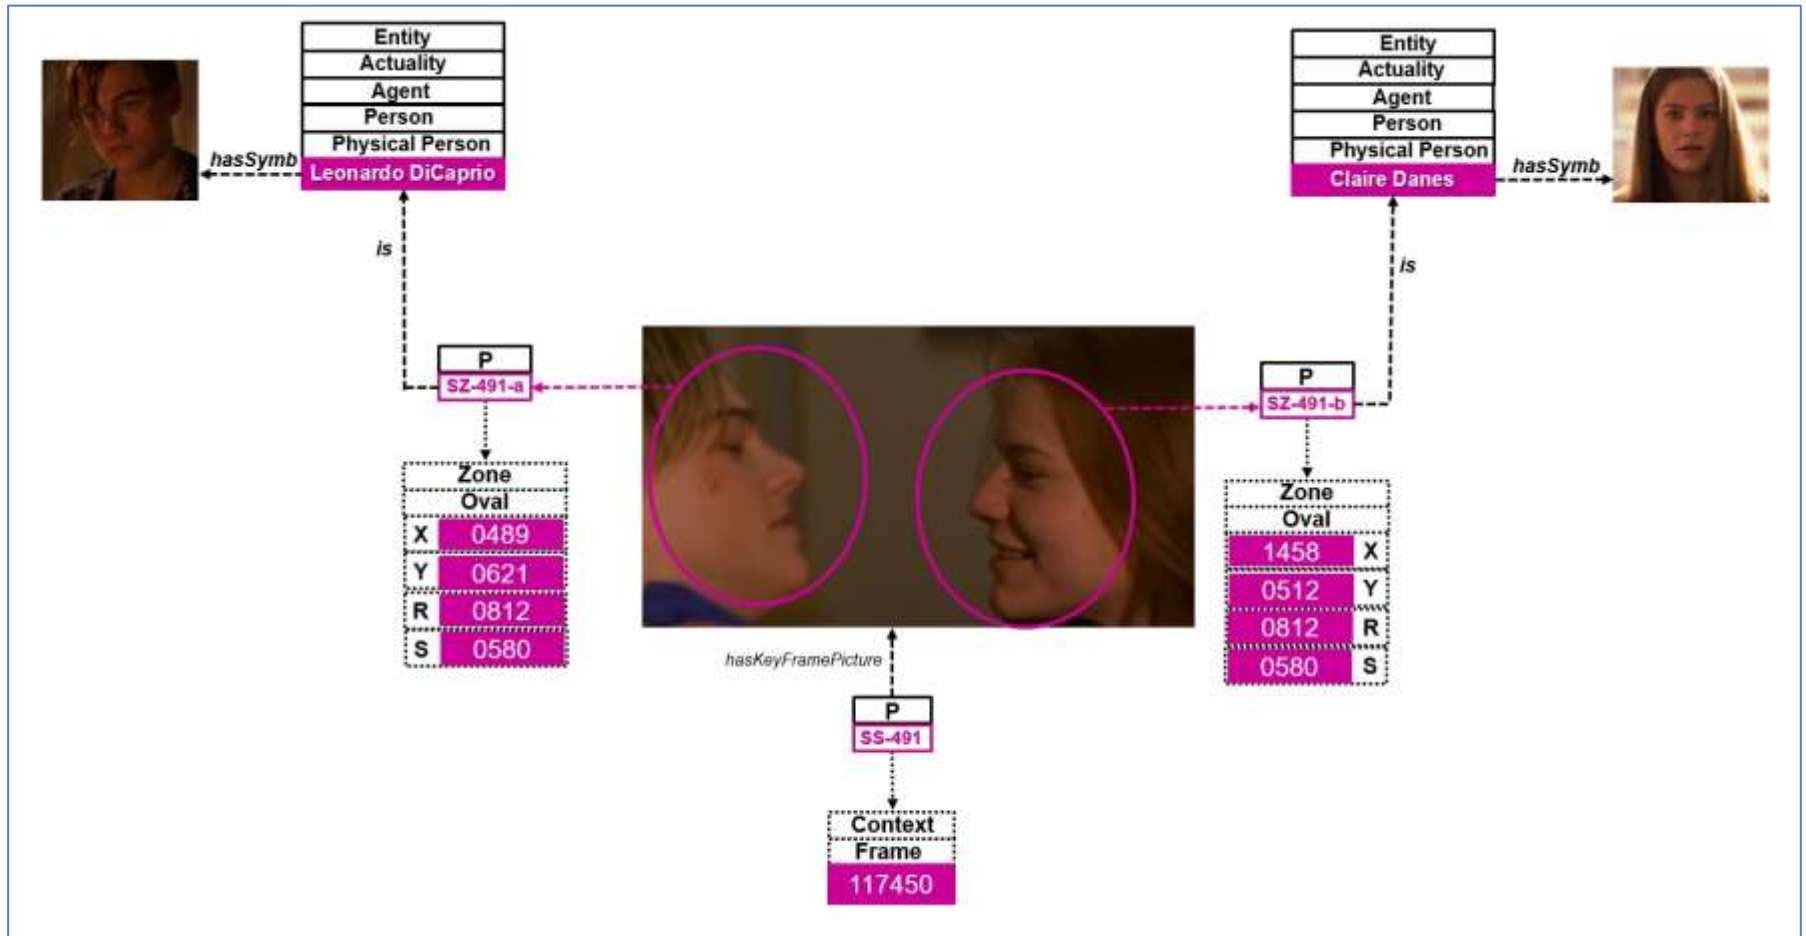 Entity
Actuality
Agent
Person
Physical Person
Leonardo DiCaprio
hasSymb
is
P
SZ-491-a
Zone
Oval
X 0489
Y 0621
R 0812
S 0580
hasKeyFramePicture
P
SS-491
Context
Frame
117450
Entity
Actuality
Agent
Person
Physical Person
Claire Danes
hasSymb
is
P
SZ-491-b
Zone
Oval
1458 X
0512 Y
0812 R
0580 S